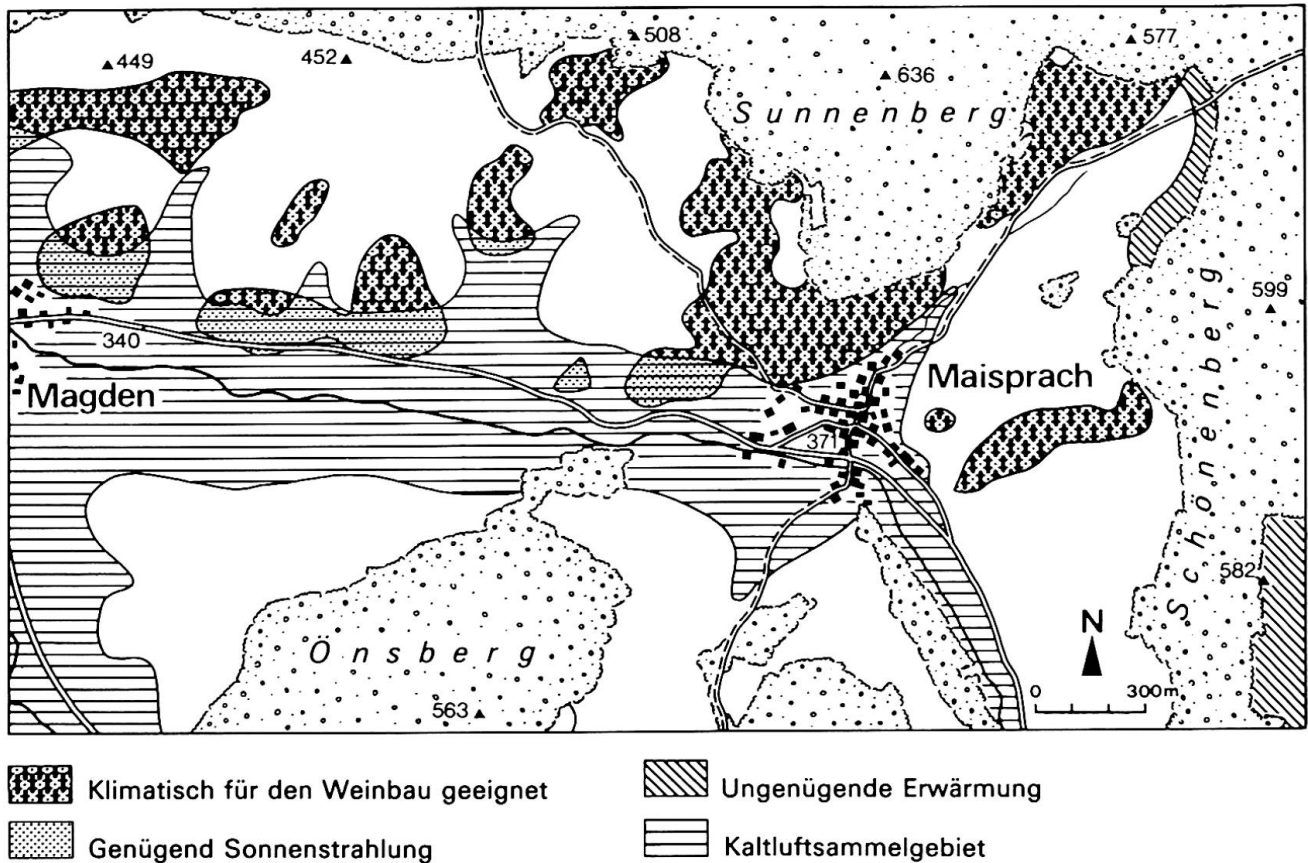 449
452
508
577
636
Sunnenberg
599
340
Magden
Maisprach
371
Schönenberg
582
Önsberg
563
N
0 300m
Klimatisch für den Weinbau geeignet
Ungenügende Erwärmung
Genügend Sonnenstrahlung
Kaltluftsammelgebiet